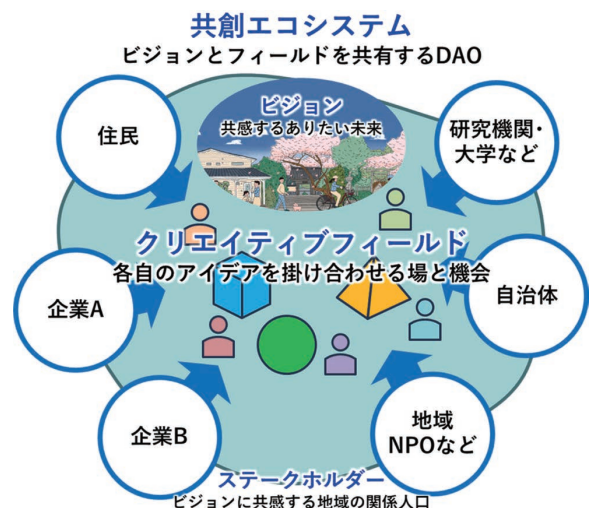 共創エコシステム
ビジョンとフィールドを共有するDAO
ビジョン
共感するありたい未来
住民
研究機関・
大学など
クリエイティブフィールド
各自のアイデアを掛け合わせる場と機会
企業A
自治体
企業B
地域
NPOなど
ステークホルダー
ビジョンに共感する地域の関係人口